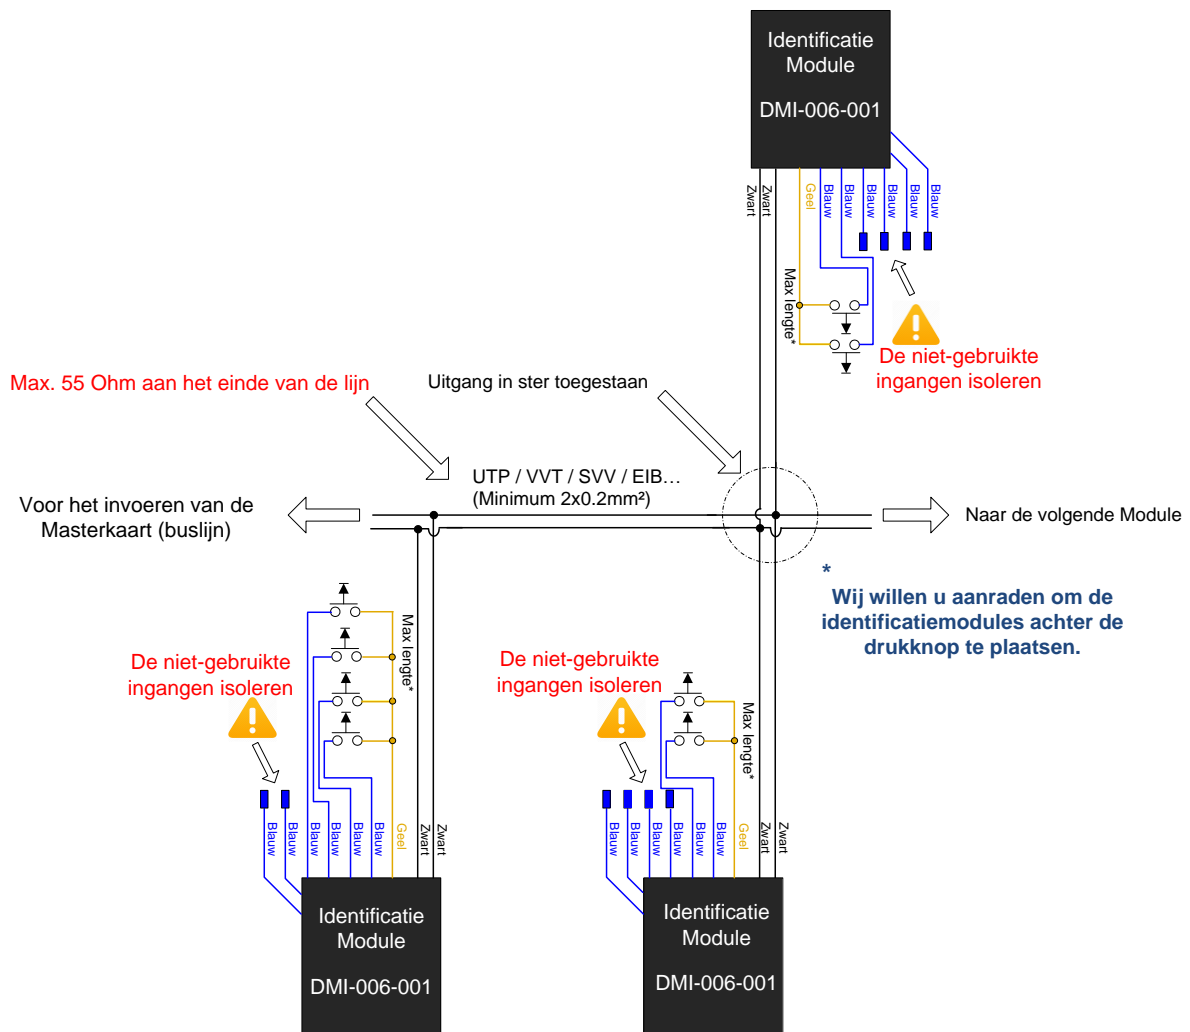 Identificatie
Module
DMI-006-001
Zwart
Zwart
Geel
Blauw
Blauw
Blauw
Blauw
Blauw
Blauw
Max lengte*
De niet-gebruikte
ingangen isoleren
Max. 55 Ohm aan het einde van de lijn
Uitgang in ster toegestaan
UTP / VVT / SVV / EIB…
(Minimum 2x0.2mm²)
Voor het invoeren van de
Masterkaart (buslijn)
Naar de volgende Module
*
Wij willen u aanraden om de
identificatiemodules achter de
drukknop te plaatsen.
De niet-gebruikte
ingangen isoleren
Max lengte*
Blauw
Blauw
Blauw
Blauw
Blauw
Blauw
Geel
Zwart
Zwart
Identificatie
Module
DMI-006-001
De niet-gebruikte
ingangen isoleren
Max lengte*
Blauw
Blauw
Blauw
Blauw
Blauw
Blauw
Geel
Zwart
Zwart
Identificatie
Module
DMI-006-001